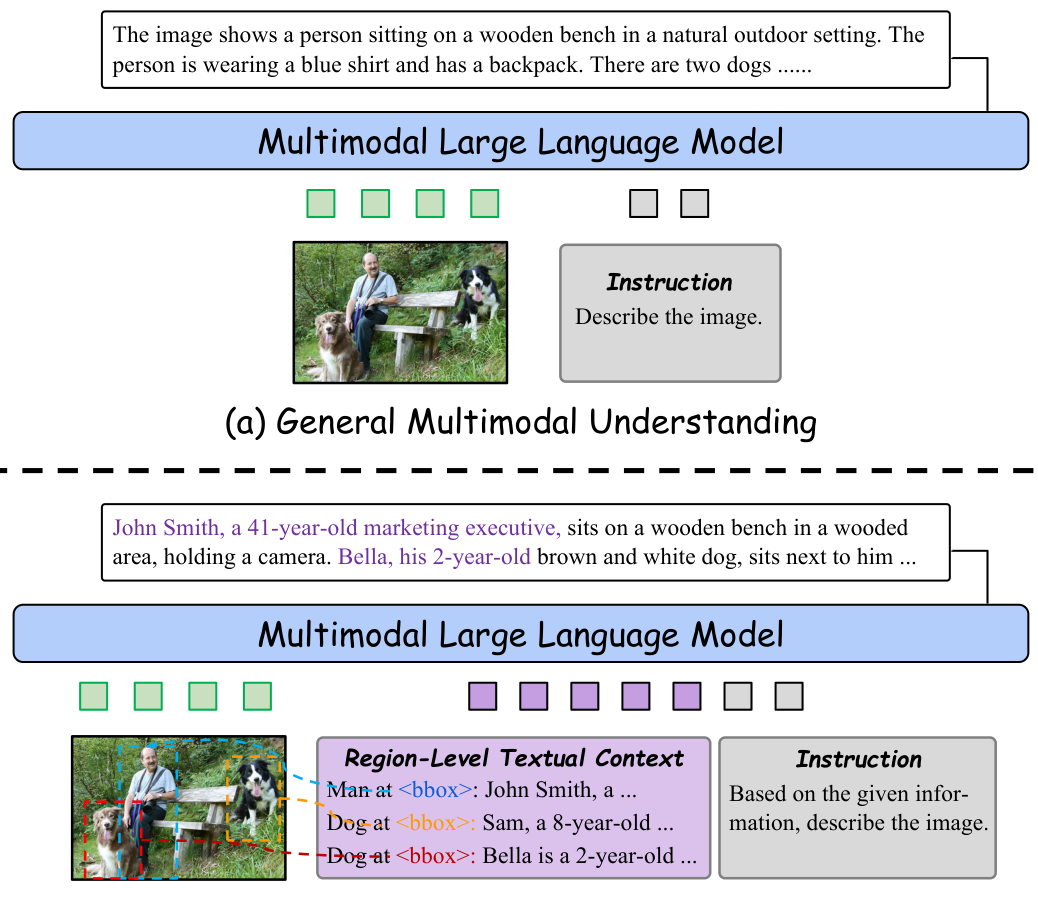 The image shows a person sitting on a wooden bench in a natural outdoor setting. The
person is wearing a blue shirt and has a backpack. There are two dogs ......
Multimodal Large Language Model
Instruction
Describe the image.
(a) General Multimodal Understanding
John Smith, a 41-year-old marketing executive, sits on a wooden bench in a wooded
area, holding a camera. Bella, his 2-year-old brown and white dog, sits next to him ...
Multimodal Large Language Model
Region-Level Textual Context
Man at <bbox>: John Smith, a ...
Dog at <bbox>: Sam, a 8-year-old ...
Dog at <bbox>: Bella is a 2-year-old ...
Instruction
Based on the given infor-
mation, describe the image.